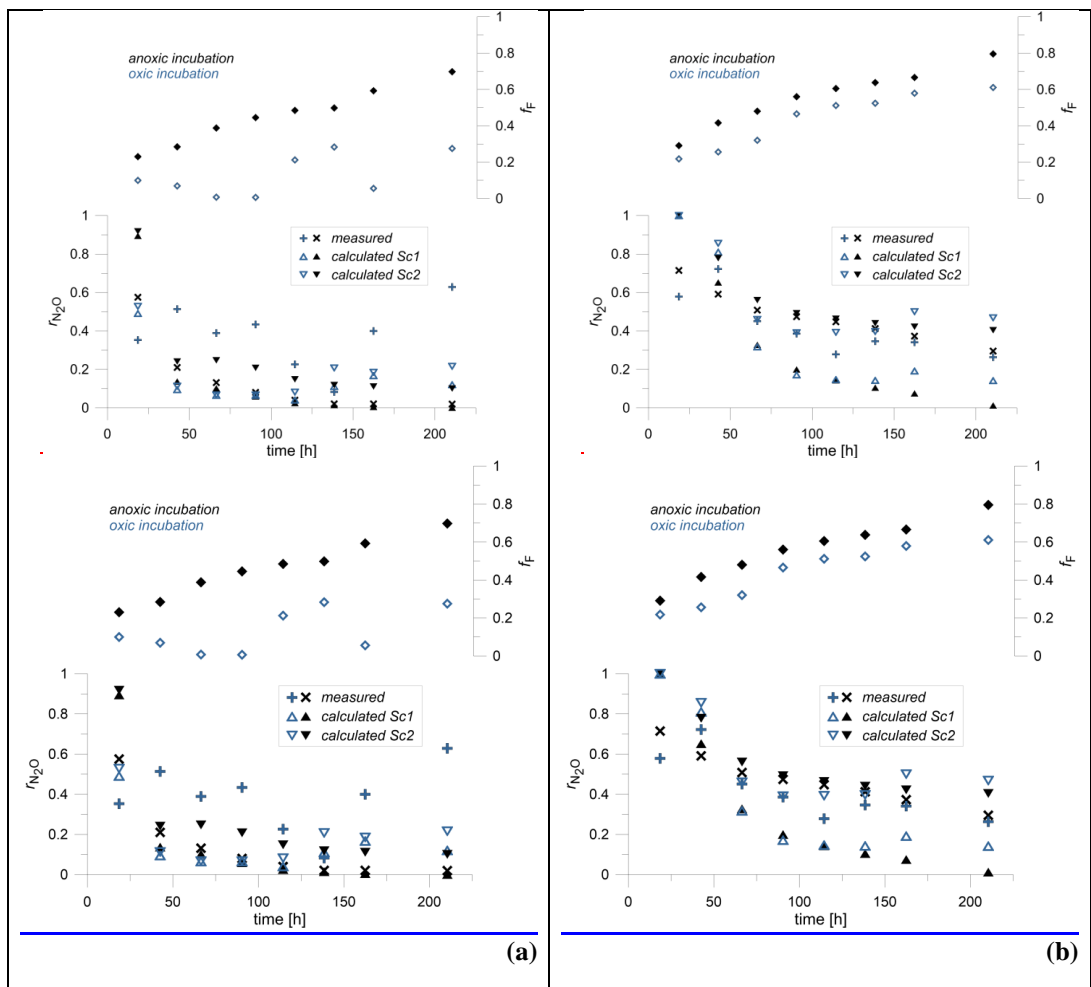 1
anoxic incubation
oxic incubation
0.8
0.6
fF
0.4
0.2
0
1
measured
0.8
calculated Sc1
calculated Sc2
0.6
rN2O
0.4
0.2
0
0 50 100 150 200
time [h]
1
anoxic incubation
oxic incubation
0.8
0.6
fF
0.4
0.2
0
1
measured
0.8
calculated Sc1
calculated Sc2
0.6
rN2O
0.4
0.2
0
0 50 100 150 200
time [h]
1
anoxic incubation
oxic incubation
0.8
0.6
fF
0.4
0.2
0
1
measured
0.8
calculated Sc1
calculated Sc2
0.6
rN2O
0.4
0.2
0
0 50 100 150 200
time [h]
(a)
1
anoxic incubation
oxic incubation
0.8
0.6
fF
0.4
0.2
0
1
measured
0.8
calculated Sc1
calculated Sc2
0.6
rN2O
0.4
0.2
0
0 50 100 150 200
time [h]
(b)